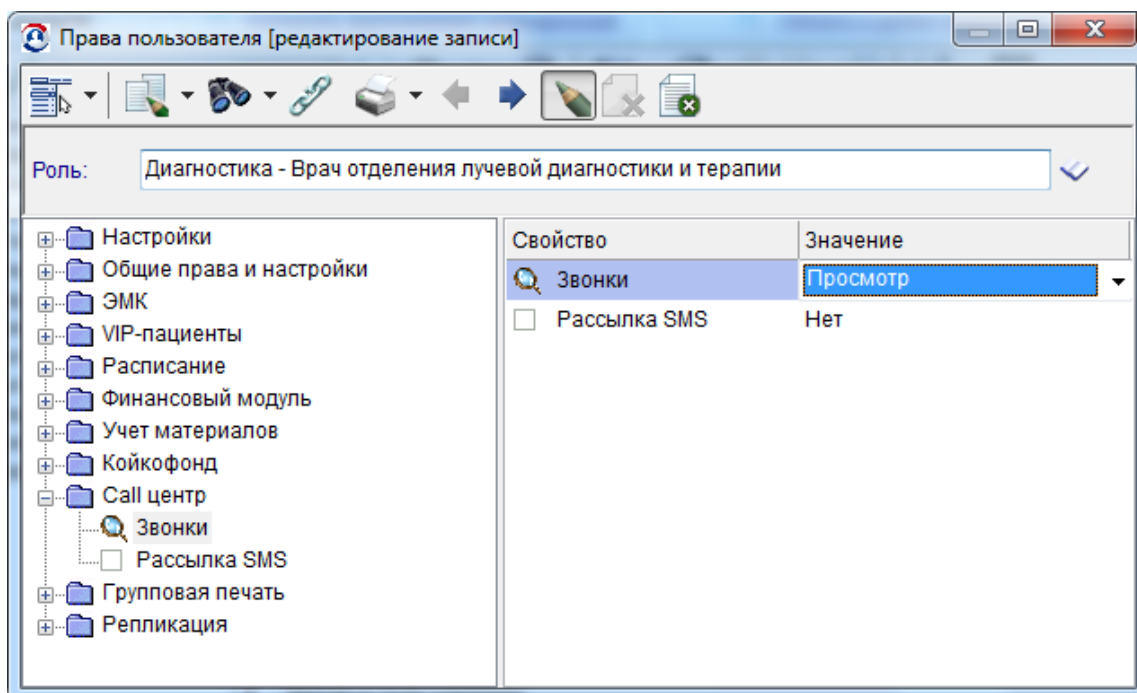 Права пользователя [редактирование записи]
Роль: Диагностика - Врач отделения лучевой диагностики и терапии
Настройки
Общие права и настройки
ЭМК
VIP-пациенты
Расписание
Финансовый модуль
Учет материалов
Койкофонд
Call центр
Звонки
Рассылка SMS
Групповая печать
Репликация
Свойство Значение
Звонки Просмотр
Рассылка SMS Нет